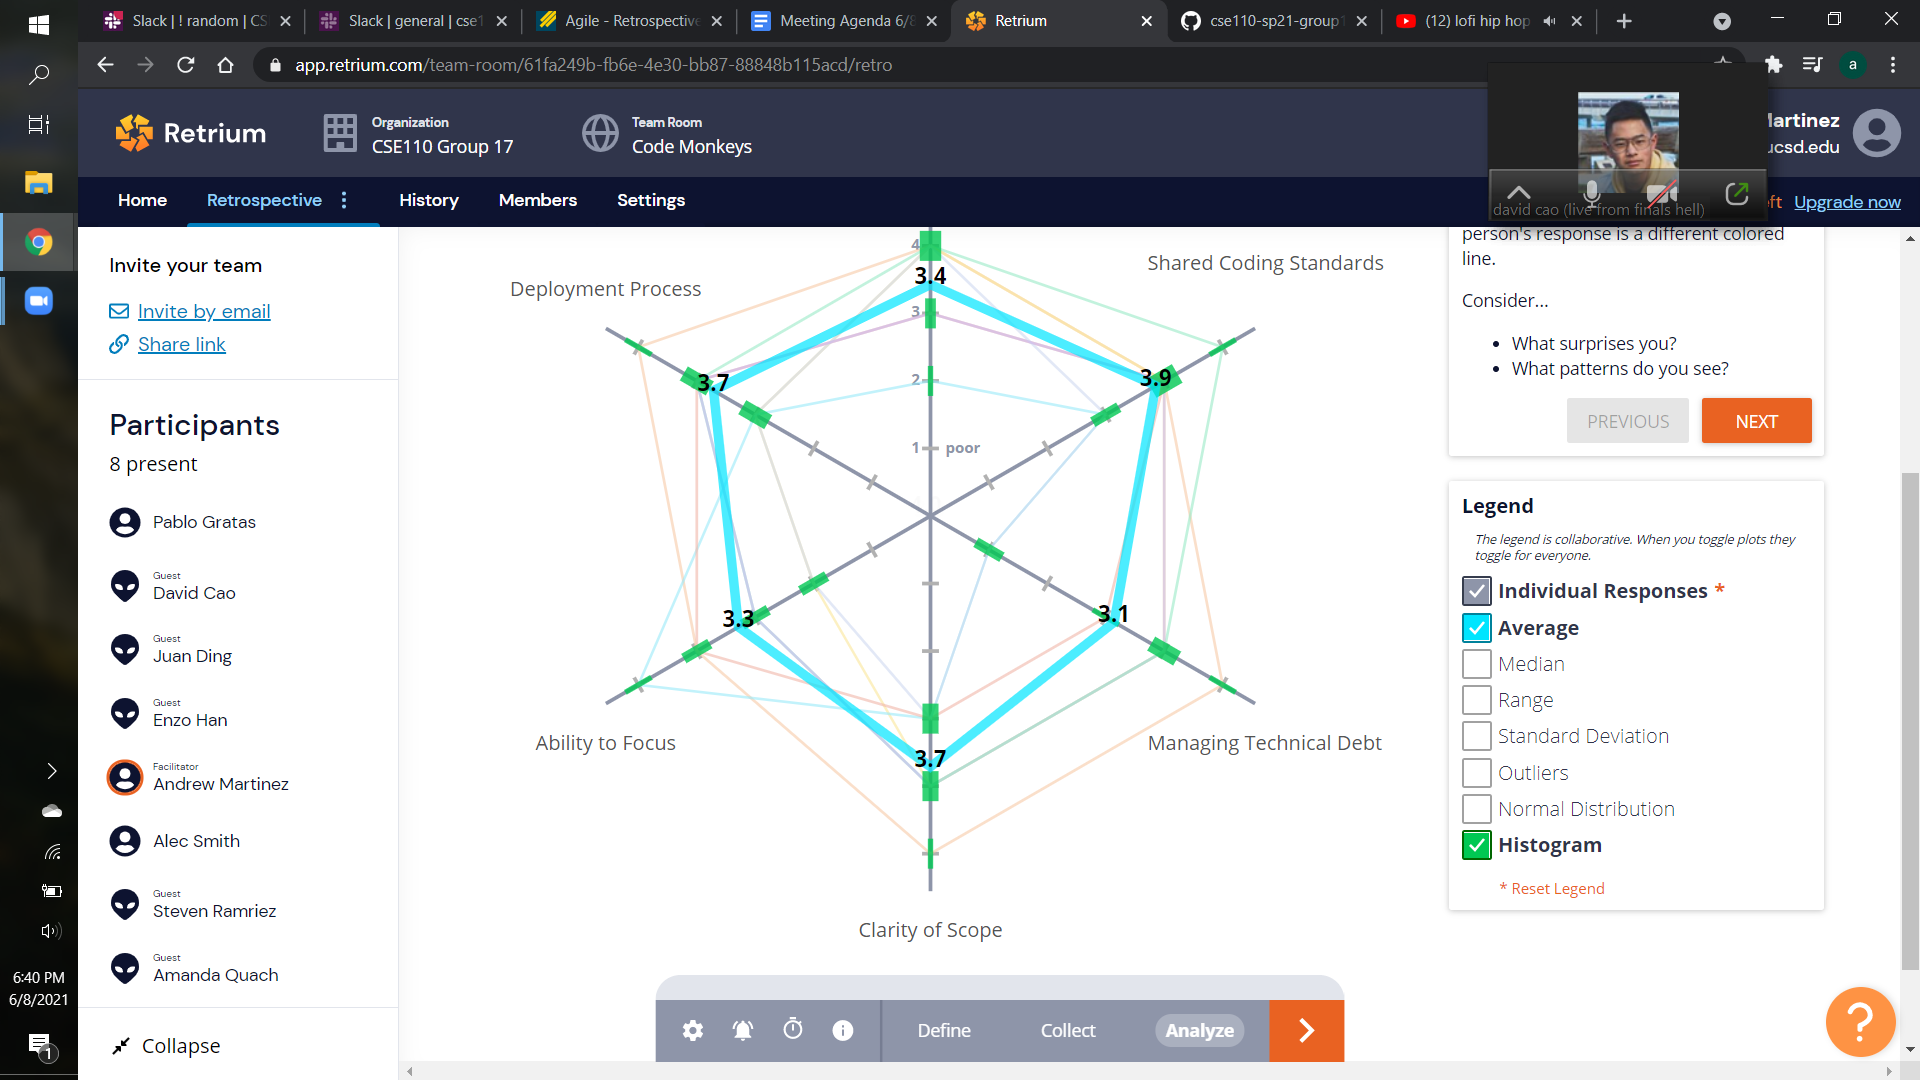 Slack | ! random | CS
Slack | general | cse1
Agile - Retrospective
Meeting Agenda 6/8
Retrium
cse110-sp21-group1
(12) lofi hip hop
app.retrium.com/team-room/61fa249b-fb6e-4e30-bb87-88848b115acd/retro
a
Retrium
Organization
CSE110 Group 17
Team Room
Code Monkeys
Martinez
ucsd.edu
david cao (live from finals hell)
Home
Retrospective
History
Members
Settings
Upgrade now
Invite your team
Invite by email
Share link
Participants
8 present
Pablo Gratas
Guest
David Cao
Guest
Juan Ding
Guest
Enzo Han
Facilitator
Andrew Martinez
Alec Smith
Guest
Steven Ramriez
Guest
Amanda Quach
Collapse
6:40 PM
6/8/2021
1
Deployment Process
Shared Coding Standards
4
3.4
3
3.7
3.9
2
1
poor
3.3
3.1
3.7
Ability to Focus
Managing Technical Debt
Clarity of Scope
person's response is a different colored
line.
Consider...
• What surprises you?
• What patterns do you see?
PREVIOUS
NEXT
Legend
The legend is collaborative. When you toggle plots they
toggle for everyone.
Individual Responses *
Average
Median
Range
Standard Deviation
Outliers
Normal Distribution
Histogram
* Reset Legend
Define
Collect
Analyze
?